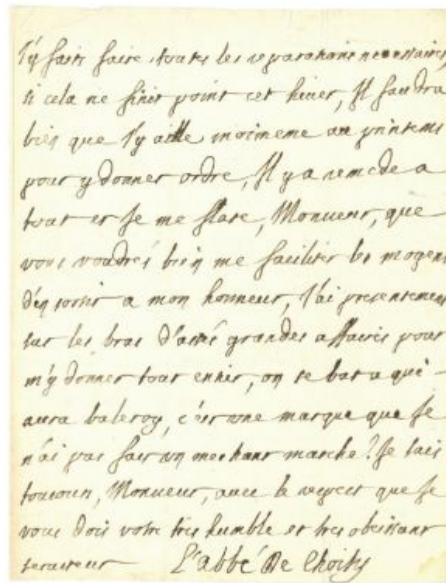 j'y faits faire toutes les reparations necessaires,
si cela ne finit point cet hiver, Il faudra
bien que j'y aille moimeme au printems
pour y donner ordre, Il y a remede a
tout et Je me flate, Monsieur, que
vous voudrés bien me faciliter les moyens
d'en sortir a mon honneur, J'ai presentement
sur les bras d'assés grandes affaires pour
m'y donner tout entier, on se bat a qui
aura baleroy, c'est une marque que Je
n'ai pas fait un mechant marché? Je suis
toujours, Monsieur, avec le respect que Je
vous dois votre tres humble et tres obeissant
serviteur L'abbé De Choisy